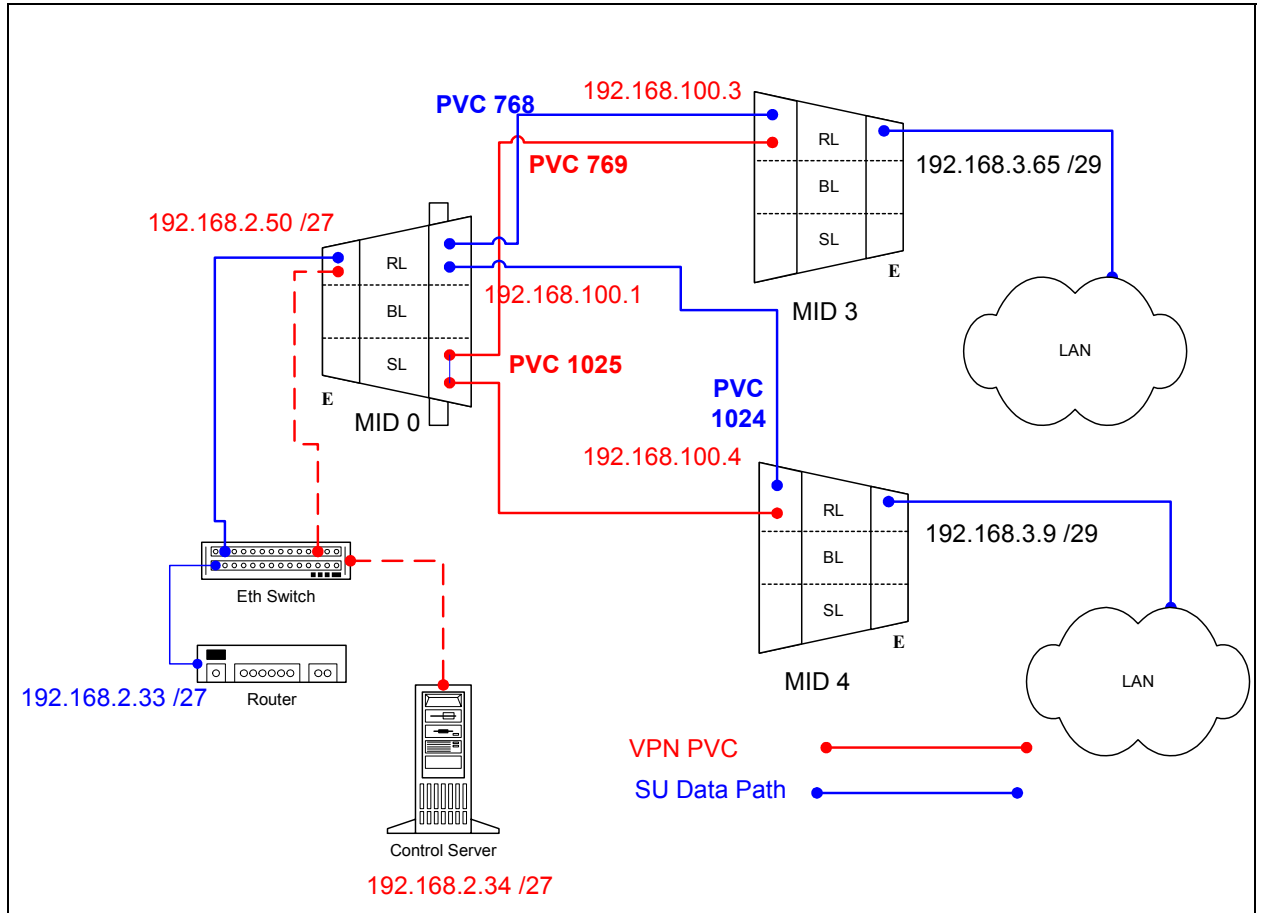 192.168.100.3
PVC 768
RL
PVC 769
192.168.3.65 /29
BL
192.168.2.50 /27
SL
RL
E
192.168.100.1
MID 3
BL
LAN
SL
PVC 1025
E
PVC
1024
MID 0
192.168.100.4
RL
192.168.3.9 /29
BL
Eth Switch
SL
E
MID 4
LAN
192.168.2.33 /27
Router
VPN PVC
SU Data Path
Control Server
192.168.2.34 /27